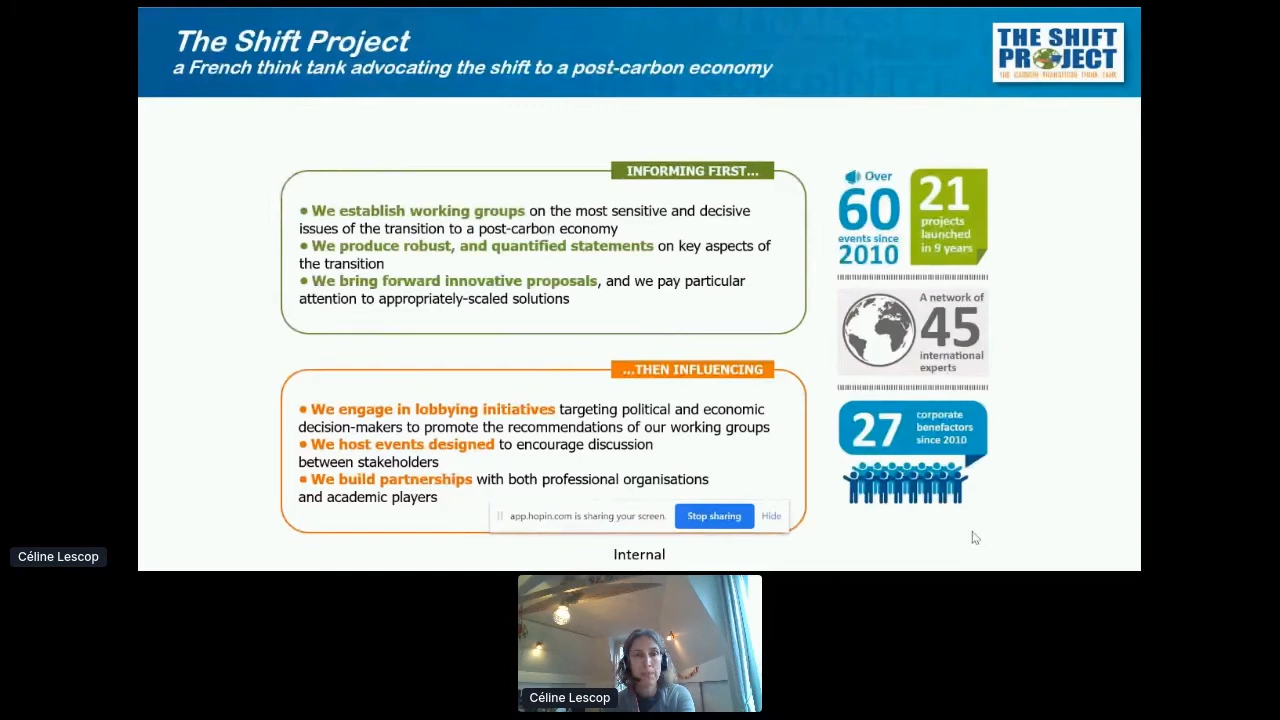 The Shift Project
a French think tank advocating the shift to a post-carbon economy
THE SHIFT
PROJECT
THE CARBON TRANSITION THINK TANK
INFORMING FIRST...
● We establish working groups on the most sensitive and decisive
issues of the transition to a post-carbon economy
● We produce robust, and quantified statements on key aspects of
the transition
● We bring forward innovative proposals, and we pay particular
attention to appropriately-scaled solutions
...THEN INFLUENCING
● We engage in lobbying initiatives targeting political and economic
decision-makers to promote the recommendations of our working groups
● We host events designed to encourage discussion
between stakeholders
● We build partnerships with both professional organisations
and academic players
Over
60
events since
2010
21
projects
launched
in 9 years
A network of
45
international
experts
27
corporate
benefactors
since 2010
app.hopin.com is sharing your screen.
Stop sharing
Hide
Internal
Céline Lescop
Céline Lescop